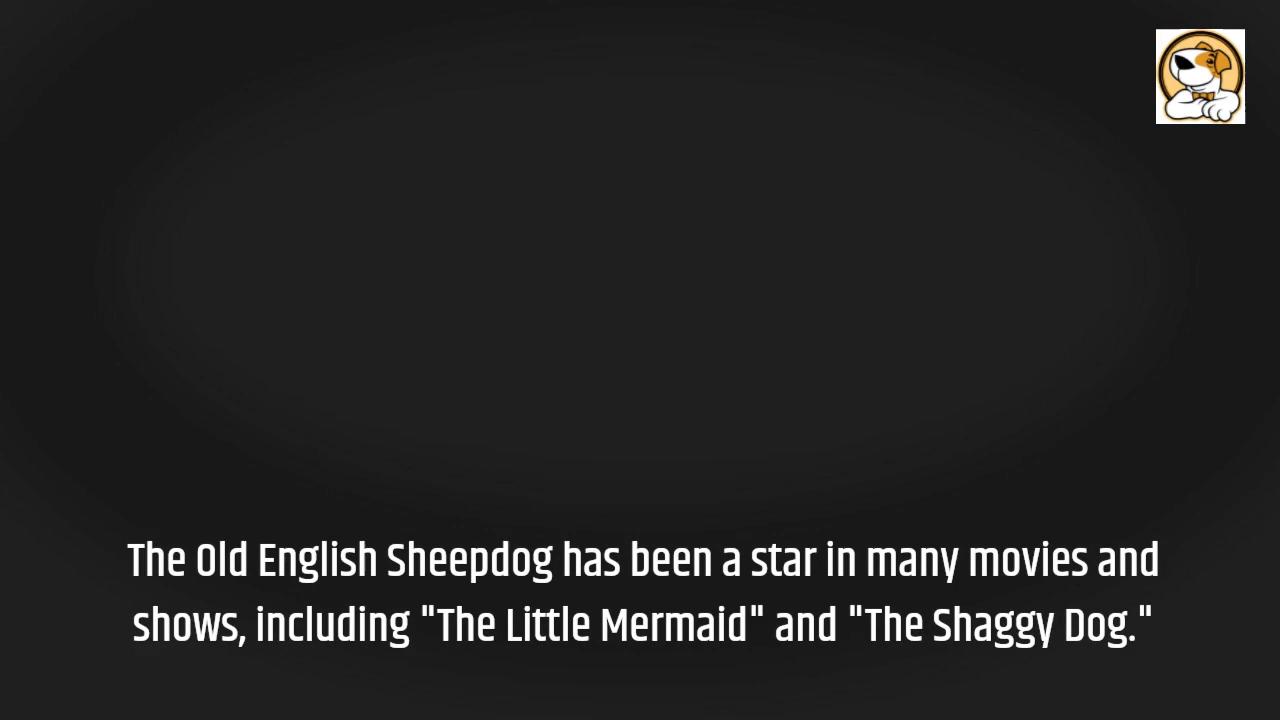 The Old English Sheepdog has been a star in many movies and
shows, including "The Little Mermaid" and "The Shaggy Dog."